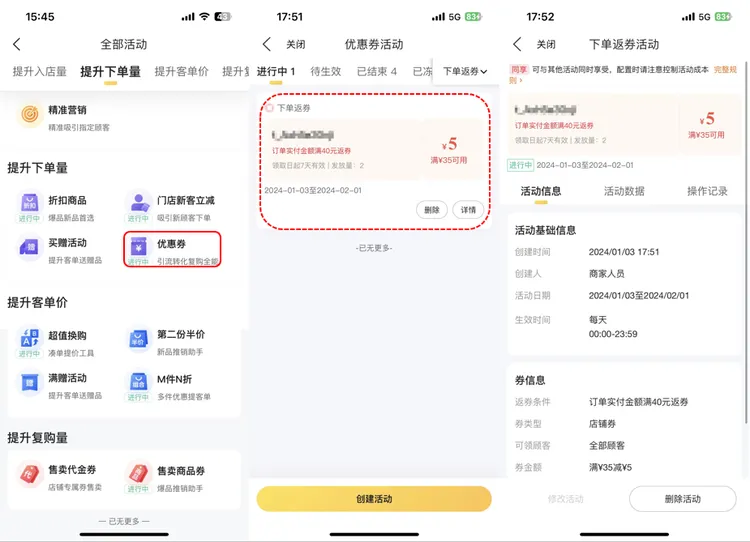 15:45
43
全部活动
提升入店量 提升下单量 提升客单价 提升复
精准营销
精准吸引指定顾客
提升下单量
折扣
折扣商品
进行中 爆品新品首选
门店新客立减
进行中 吸引新顾客下单
赠
买赠活动
提升客单送赠品
¥
优惠券
进行中 引流转化复购全能
提升客单价
超值换购
进行中 凑单提价工具
半价
第二份半价
新品推销助手
赠
满赠活动
提升客单送赠品
组合
M件N折
进行中 多件优惠提客单
提升复购量
代
售卖代金券
店铺专属券售卖
售卖商品券
进行中 爆品推销助手
— 已无更多 —
17:51
5G 83
关闭 优惠券活动
进行中 1 待生效 已结束 4 已冻 下单返券
下单返券
订单实付金额满40元返券
领取日起7天有效 | 发放量：2
¥5
满¥35可用
2024-01-03至2024-02-01
删除 详情
-已无更多-
创建活动
17:52
5G 83
关闭 下单返券活动
同享 可与其他活动同时享受，配置时请注意控制活动成本 完整规
则
订单实付金额满40元返券
领取日起7天有效 | 发放量：2
¥5
满¥35可用
进行中 2024-01-03至2024-02-01
活动信息 活动数据 操作记录
活动基础信息
创建时间 2024/01/03 17:51
创建人 商家人员
活动日期 2024/01/03至2024/02/01
生效时间 每天
00:00-23:59
券信息
返券条件 订单实付金额满40元返券
券类型 店铺券
可领顾客 全部顾客
券金额 满¥35减¥5
修改活动 删除活动